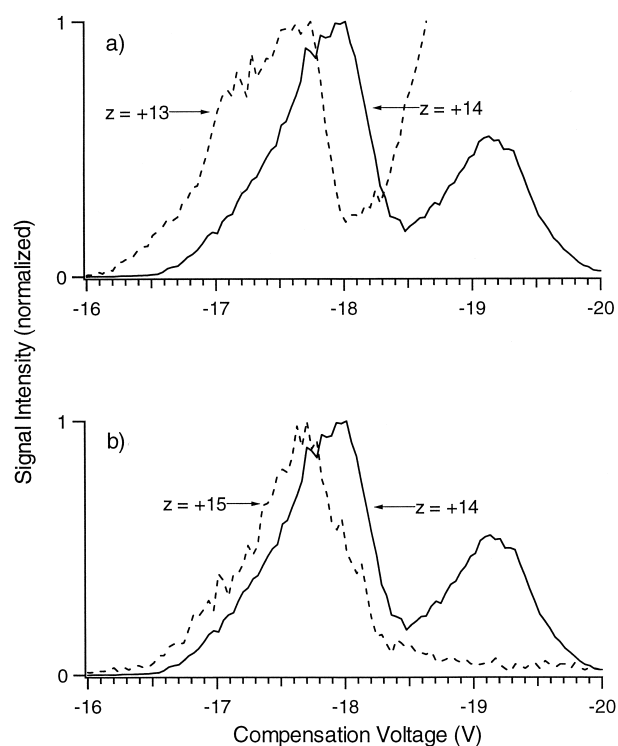 1
a)
z = +13
z = +14
0
-16
-17
-18
-19
-20
Signal Intensity (normalized)
1
b)
z = +15
z = +14
0
-16
-17
-18
-19
-20
Compensation Voltage (V)